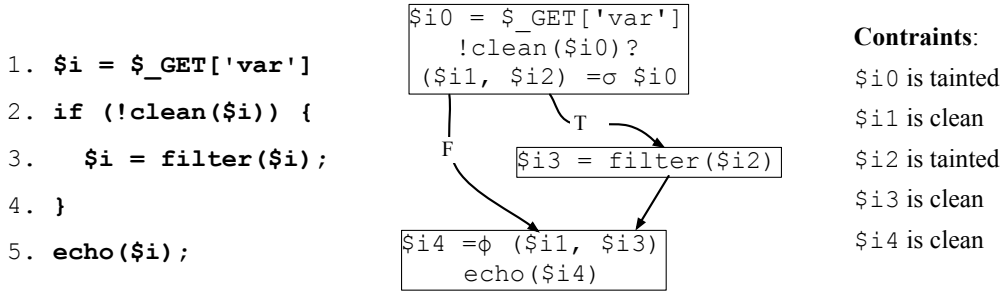 1. $i = $_GET['var']
2. if (!clean($i)) {
3. $i = filter($i);
4. }
5. echo($i);
$i0 = $_GET['var']
!clean($i0)?
($i1, $i2) =σ $i0
F
T
$i3 = filter($i2)
$i4 =ϕ ($i1, $i3)
echo($i4)
Contraints:
$i0 is tainted
$i1 is clean
$i2 is tainted
$i3 is clean
$i4 is clean